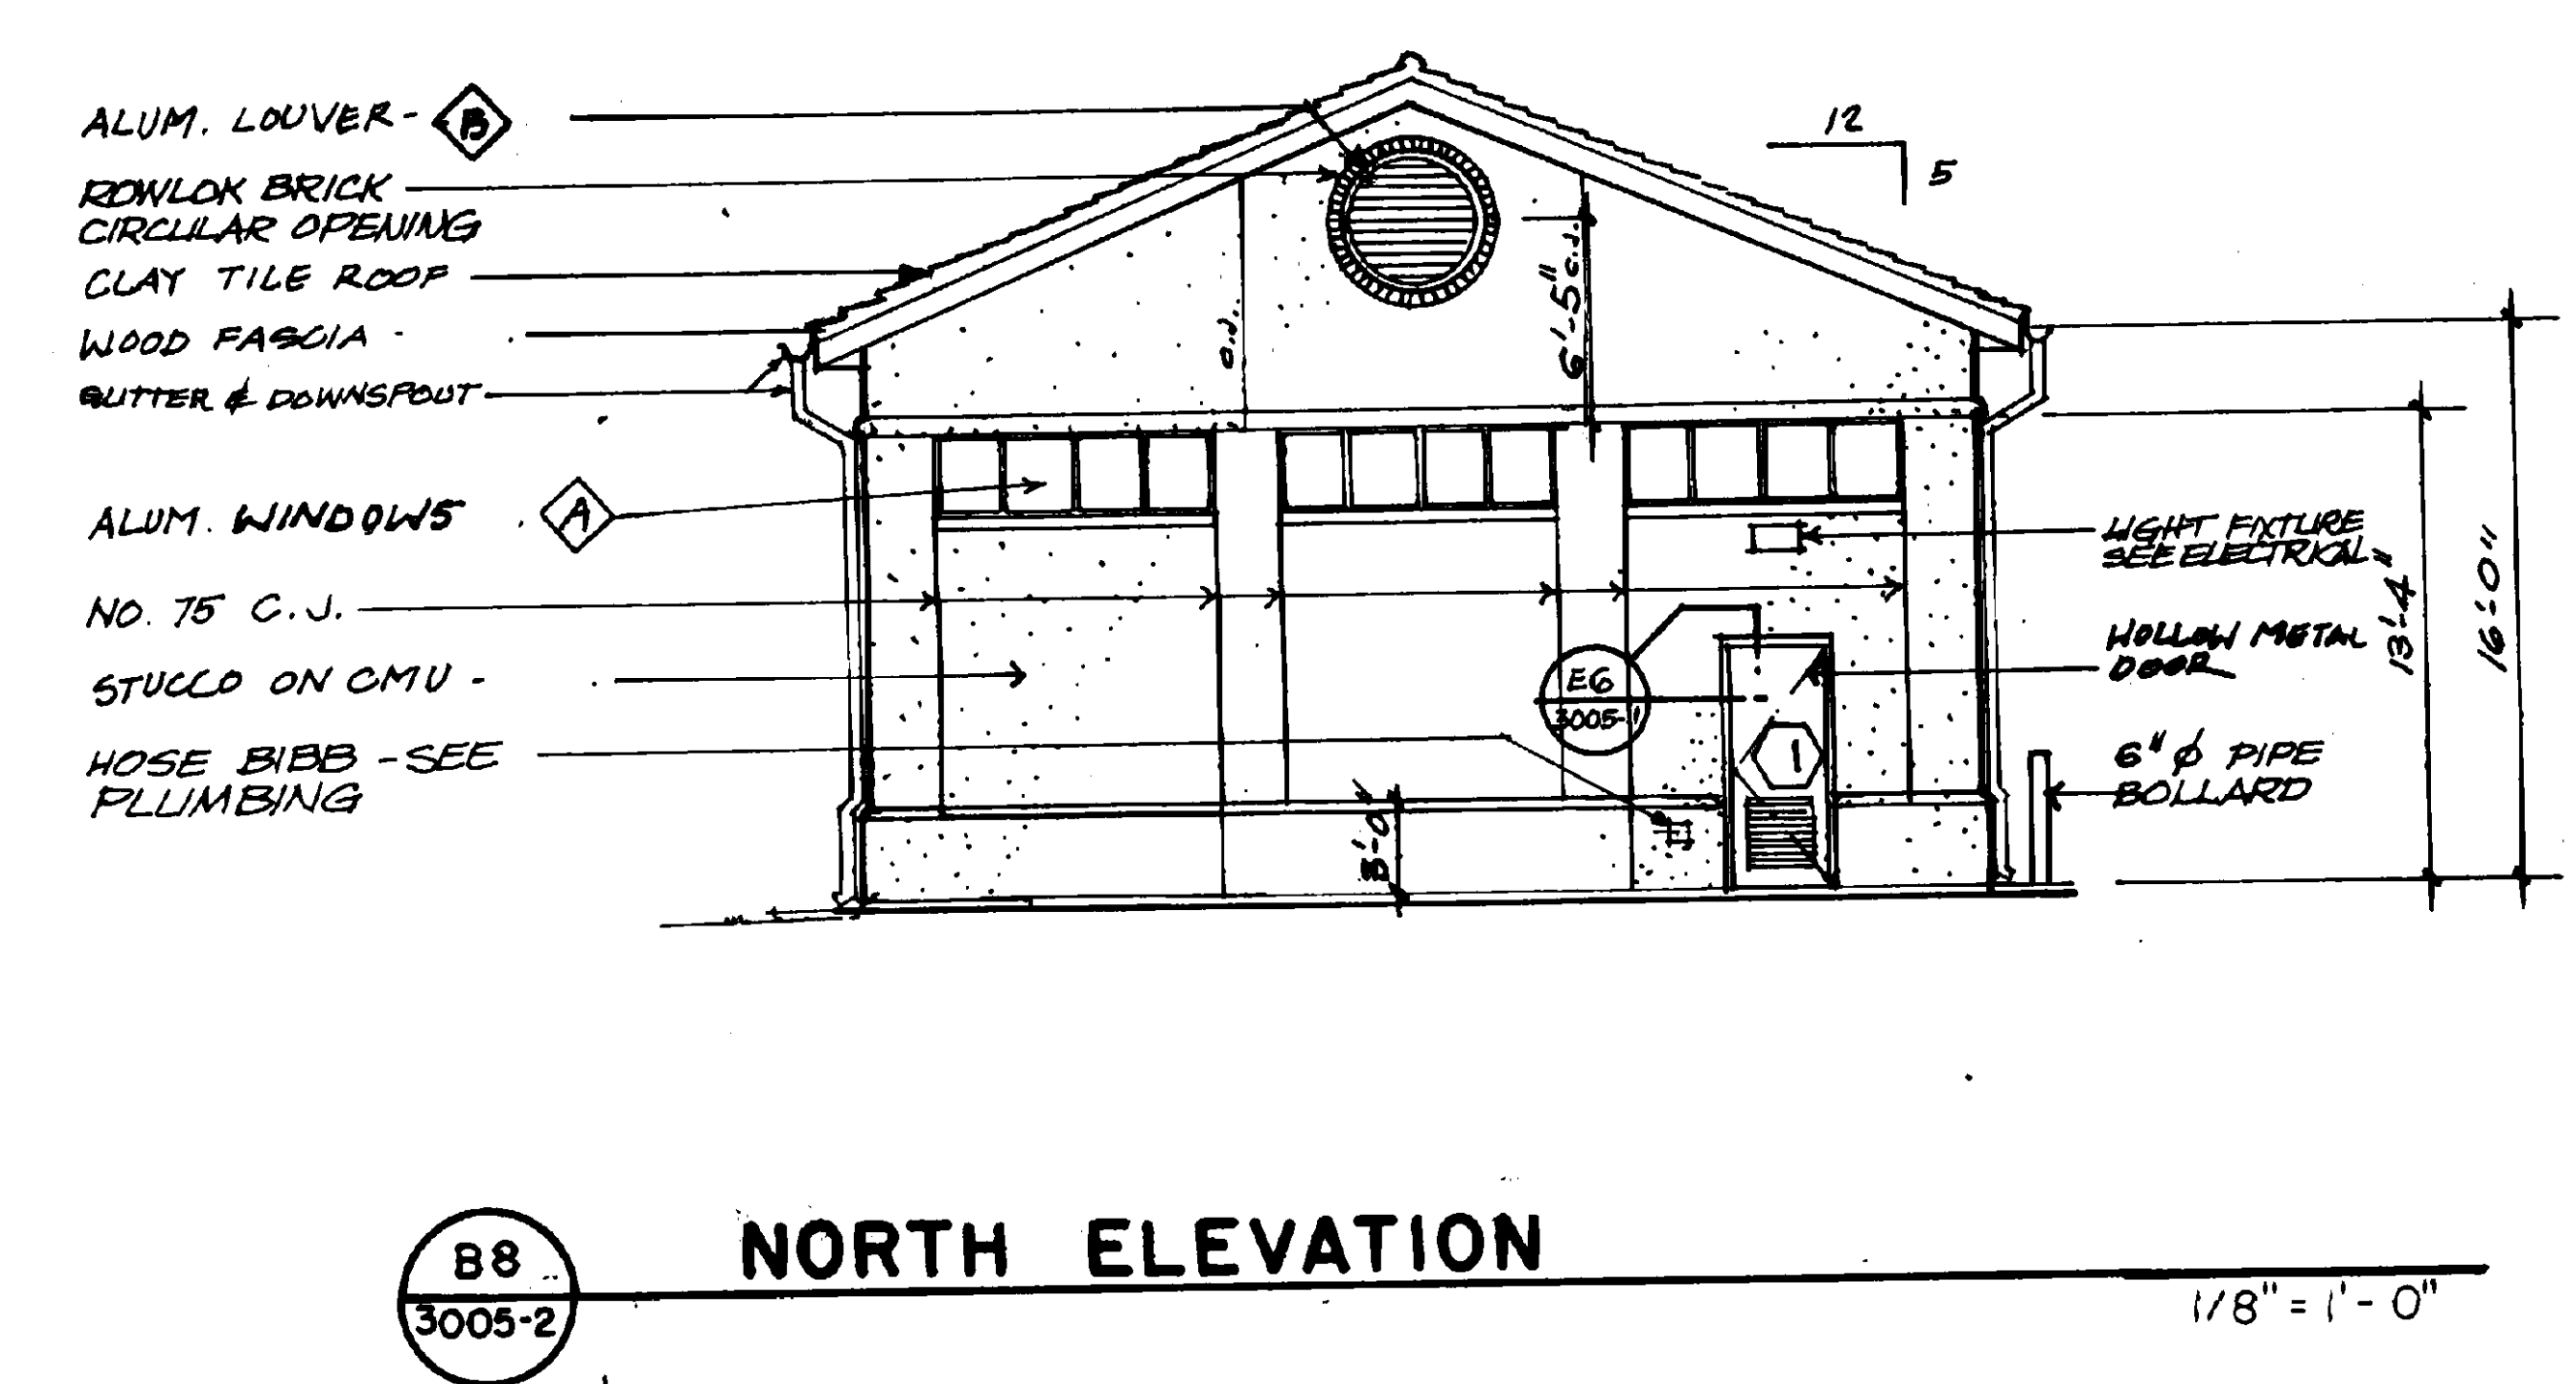 ALUM. LOUVER - B
ROWLOK BRICK
CIRCULAR OPENING
CLAY TILE ROOF
WOOD FASCIA -
GUTTER & DOWNSPOUT
ALUM. WINDOWS A
NO. 75 C.J.
STUCCO ON CMU -
HOSE BIBB - SEE
PLUMBING
12
5
c.J.
6'-5" c.J.
3'-0"
E6
3005-1
1
LIGHT FIXTURE
SEE ELECTRICAL
HOLLOW METAL
DOOR
6" ϕ PIPE
BOLLARD
13'-4"
16'-0"
B8
3005-2
NORTH ELEVATION
1/8" = 1'-0"